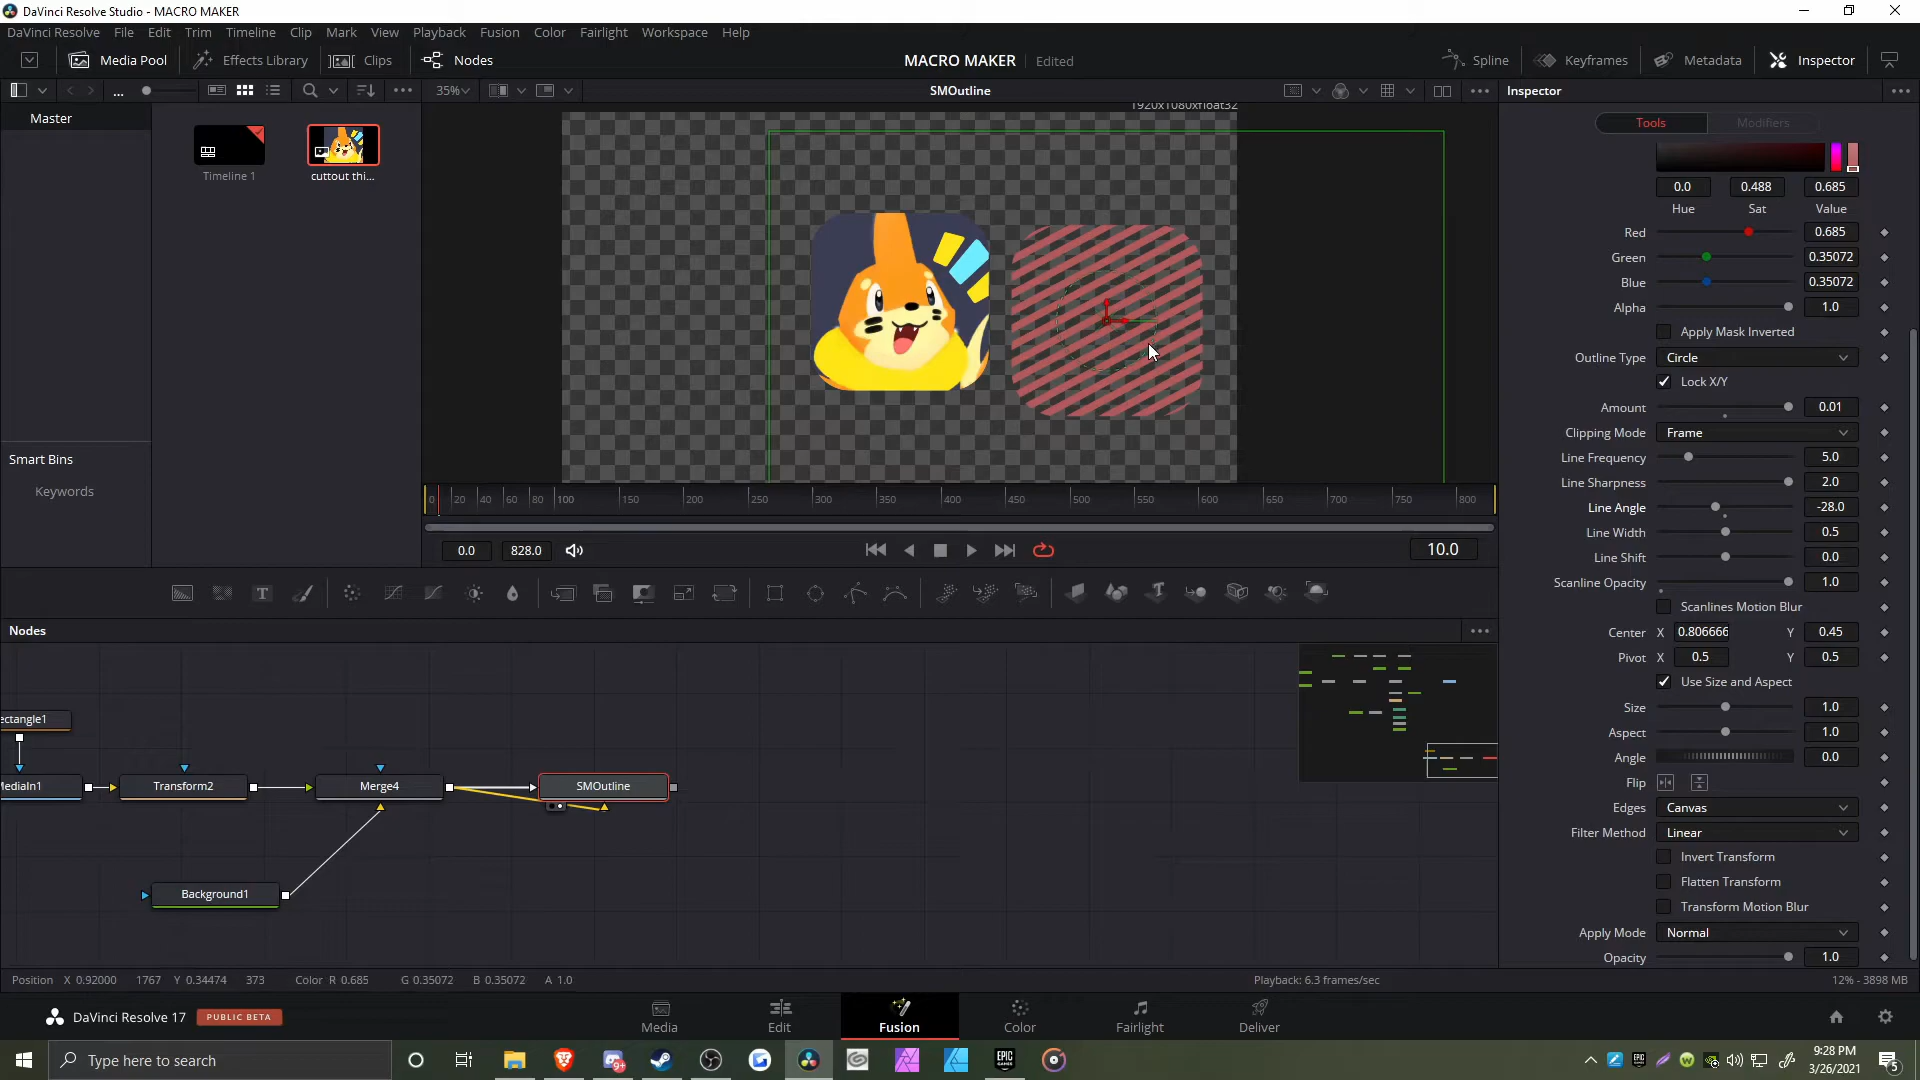 DaVinci Resolve Studio - MACRO MAKER
DaVinci Resolve File Edit Trim Timeline Clip Mark View Playback Fusion Color Fairlight Workspace Help
Media Pool Effects Library Clips Nodes MACRO MAKER Edited Spline Keyframes Metadata Inspector
... 35% SMOutline Inspector
Master
Timeline 1
cuttout thi...
Smart Bins
Keywords
1920x1080xfloat32
0 20 40 60 80 100 150 200 250 300 350 400 450 500 550 600 650 700 750 800
0.0 828.0 10.0
Tools Modifiers
0.0 0.488 0.685
Hue Sat Value
Red 0.685
Green 0.35072
Blue 0.35072
Alpha 1.0
Apply Mask Inverted
Outline Type Circle
Lock X/Y
Amount 0.01
Clipping Mode Frame
Line Frequency 5.0
Line Sharpness 2.0
Line Angle -28.0
Line Width 0.5
Line Shift 0.0
Scanline Opacity 1.0
Scanlines Motion Blur
Center X 0.806666 Y 0.45
Pivot X 0.5 Y 0.5
Use Size and Aspect
Size 1.0
Aspect 1.0
Angle 0.0
Flip
Edges Canvas
Filter Method Linear
Invert Transform
Flatten Transform
Transform Motion Blur
Apply Mode Normal
Opacity 1.0
Nodes
ectangle1
MediaIn1 Transform2 Merge4 SMOutline
Background1
Position X 0.92000 1767 Y 0.34474 373 Color R 0.685 G 0.35072 B 0.35072 A 1.0 Playback: 6.3 frames/sec 12% - 3898 MB
DaVinci Resolve 17 PUBLIC BETA
Media Edit Fusion Color Fairlight Deliver
Type here to search
9+
EPIC GAMES
9:28 PM
3/26/2021
5